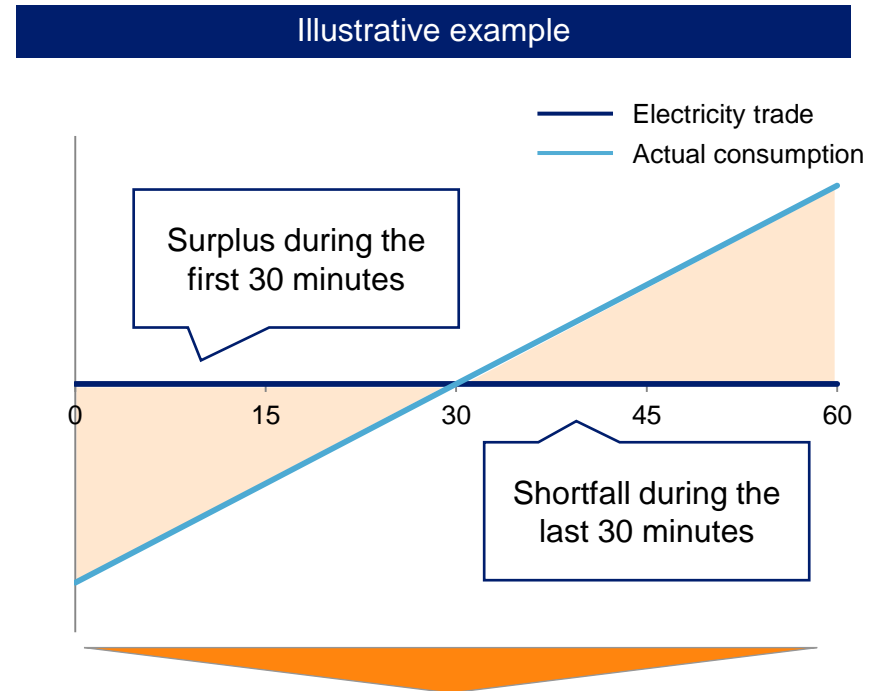 Illustrative example
Electricity trade
Actual consumption
Surplus during the
first 30 minutes
0 15 30 45 60
Shortfall during the
last 30 minutes